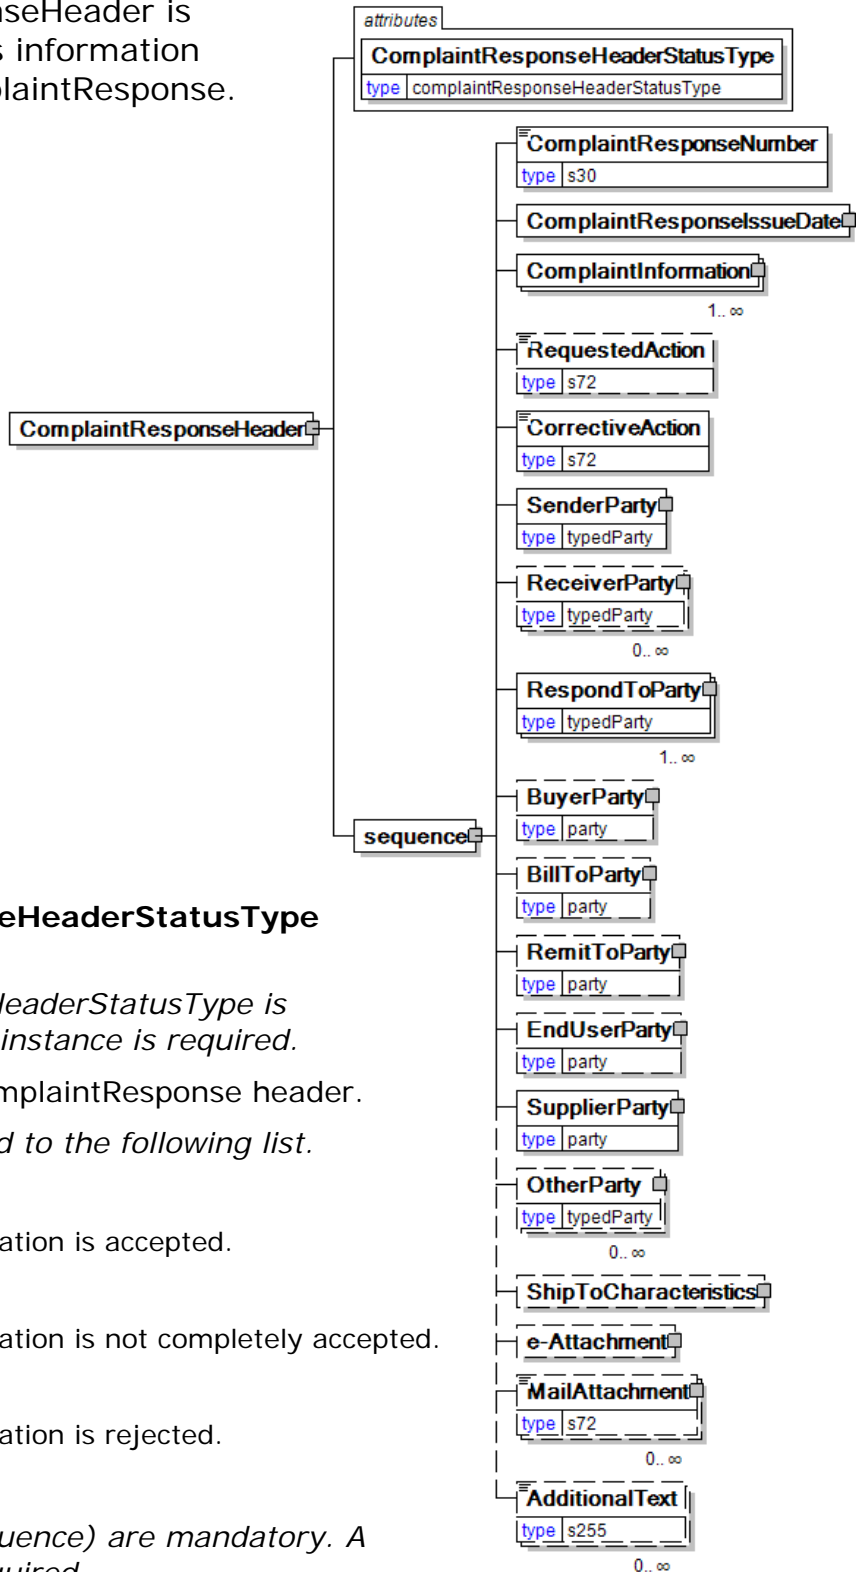 nseHeader is
s information
plaintResponse.
attributes
ComplaintResponseHeaderStatusType
type complaintResponseHeaderStatusType
ComplaintResponseNumber
type s30
ComplaintResponseIssueDate
ComplaintInformation
1..∞
RequestedAction
type s72
ComplaintResponseHeader
CorrectiveAction
type s72
SenderParty
type typedParty
ReceiverParty
type typedParty
0..∞
RespondToParty
type typedParty
1..∞
BuyerParty
type party
sequence
BillToParty
type party
eHeaderStatusType
RemitToParty
type party
HeaderStatusType is
instance is required.
EndUserParty
type party
mplaintResponse header.
SupplierParty
type party
d to the following list.
OtherParty
type typedParty
0..∞
ation is accepted.
ShipToCharacteristics
e-Attachment
ation is not completely accepted.
MailAttachment
type s72
0..∞
ation is rejected.
AdditionalText
type s255
0..∞
uence) are mandatory. A
quired